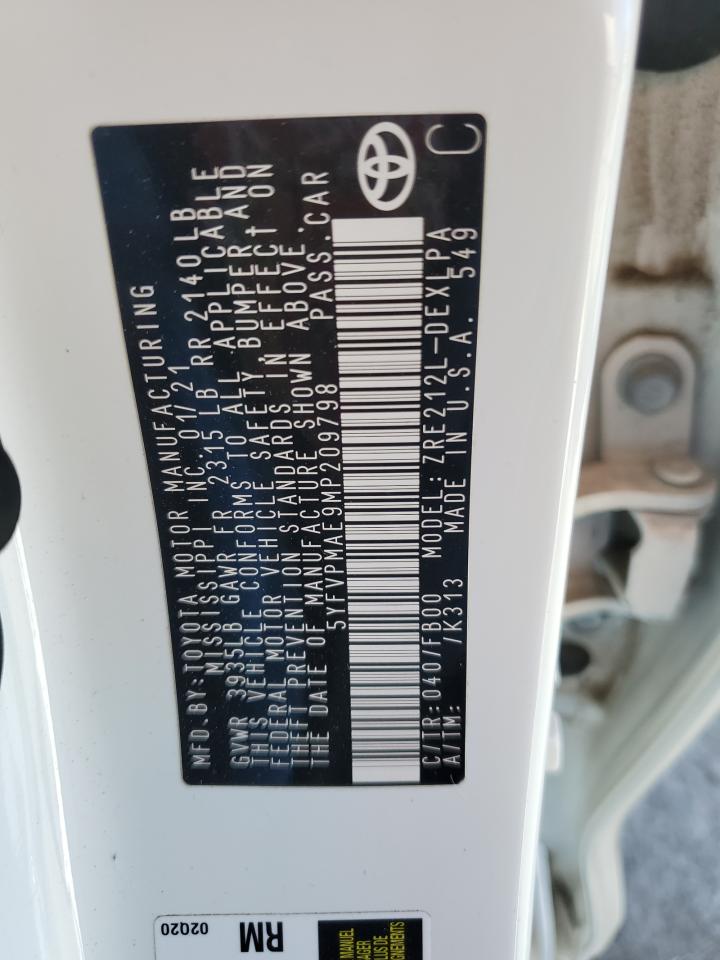 MFD.BY:TOYOTA MOTOR MANUFACTURING
MISSISSIPPI INC. 01/21
GVWR 3935LB GAWR FR 2315 LB RR 2140LB
THIS VEHICLE CONFORMS TO ALL APPLICABLE
FEDERAL MOTOR VEHICLE SAFETY, BUMPER AND
THEFT PREVENTION STANDARDS IN EFFECT ON
THE DATE OF MANUFACTURE SHOWN ABOVE.
5YFVPMAE9MP209798 PASS.CAR
C/TR:040/FB00 MODEL:ZRE212L-DEXLPA
A/TM: /K313 MADE IN U.S.A. 549
C
02Q20
RM
MANUEL